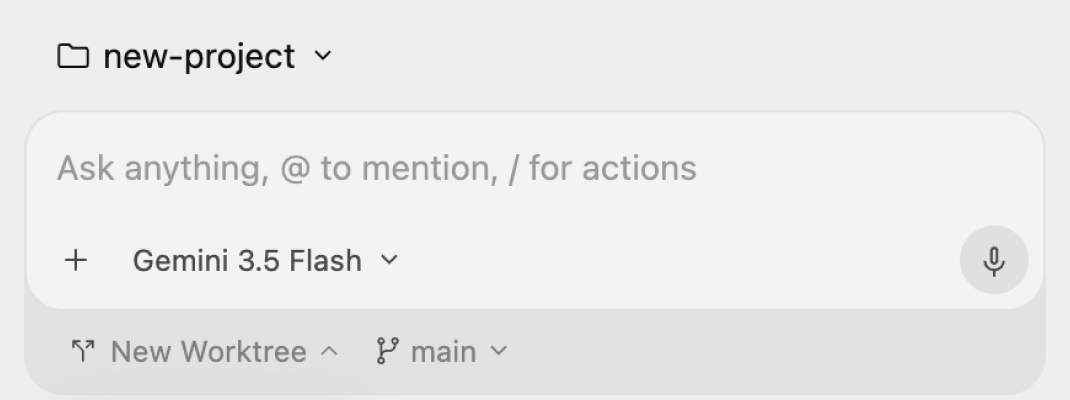 new-project
Ask anything, @ to mention, / for actions
Gemini 3.5 Flash
New Worktree main